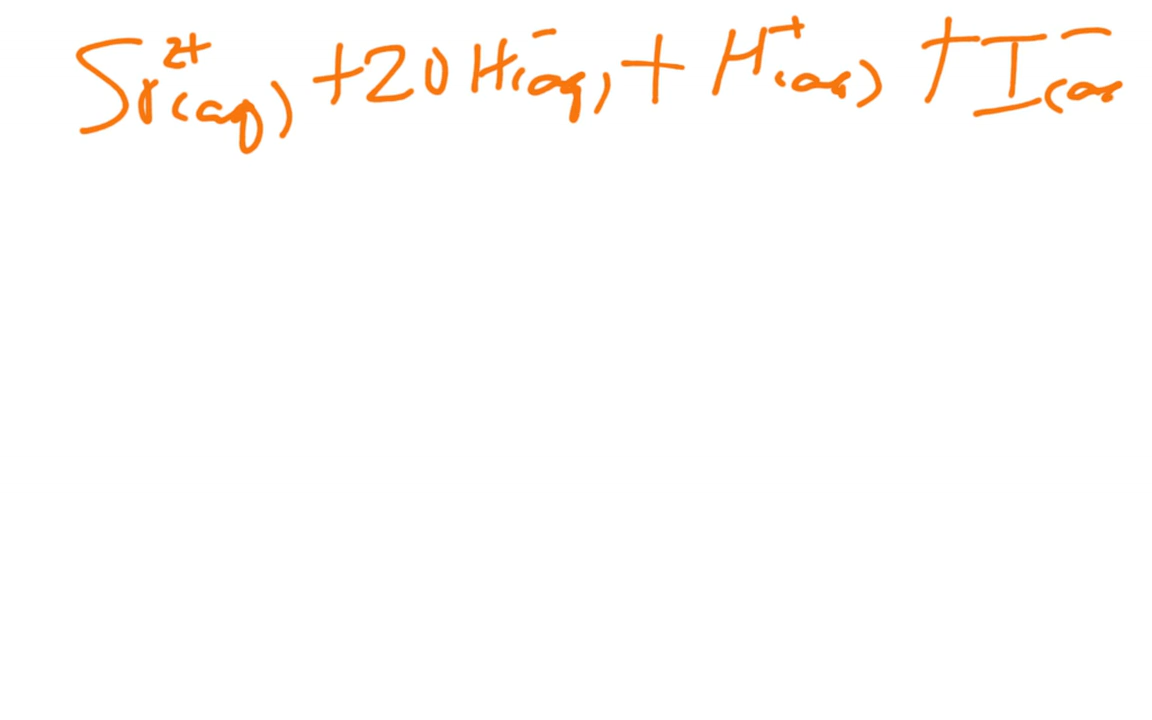 Sr²⁺(aq) + 2OH⁻(aq) + H⁺(aq) + I⁻(aq